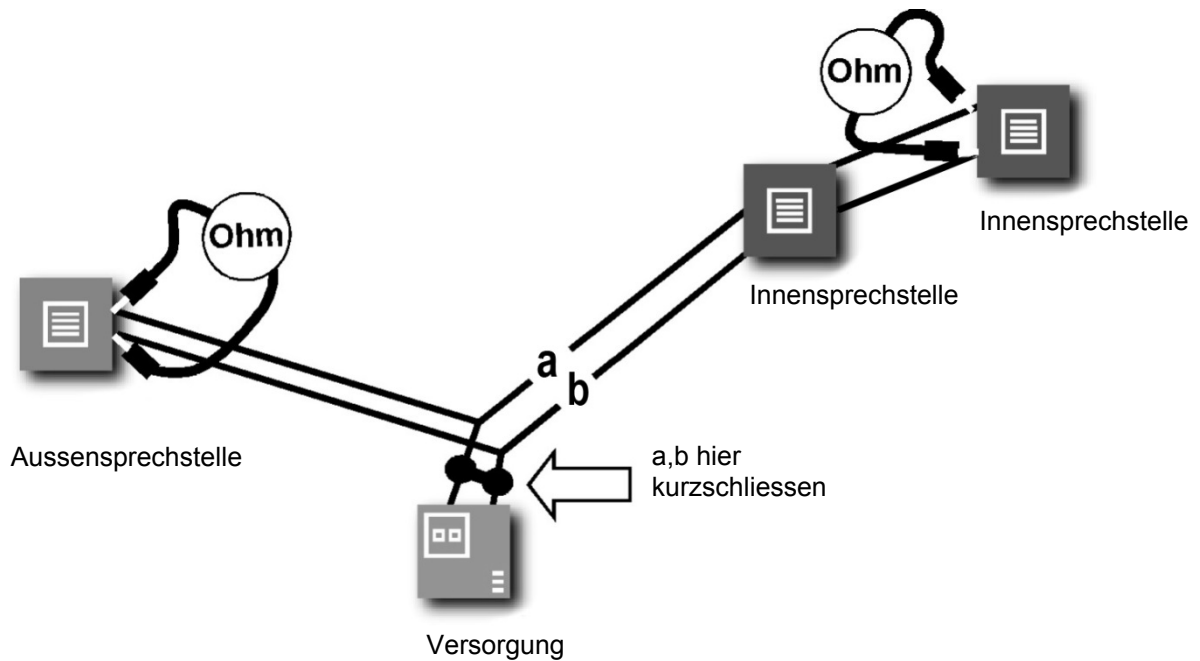 Ohm
Innensprechstelle
Ohm
Innensprechstelle
a
b
Aussensprechstelle
a,b hier
kurzschliessen
Versorgung